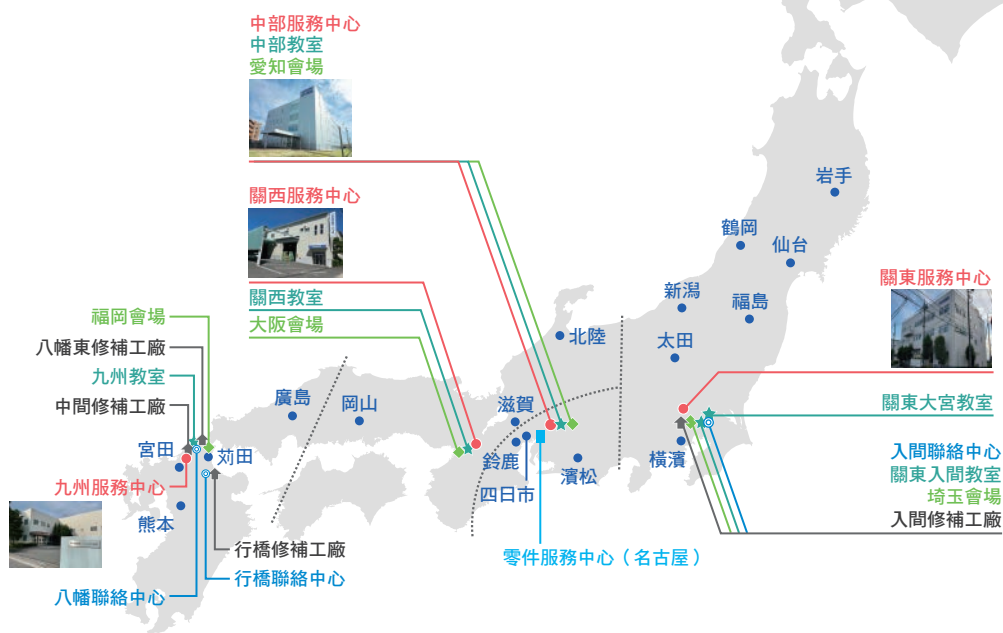 中部服務中心
中部教室
愛知會場
關西服務中心
關西教室
大阪會場
福岡會場
八幡東修補工廠
九州教室
中間修補工廠
宮田
苅田
九州服務中心
熊本
行橋修補工廠
行橋聯絡中心
八幡聯絡中心
廣島
岡山
滋賀
鈴鹿
四日市
濱松
北陸
零件服務中心（名古屋）
岩手
鶴岡
仙台
新潟
福島
太田
橫濱
關東服務中心
關東大宮教室
入間聯絡中心
關東入間教室
埼玉會場
入間修補工廠